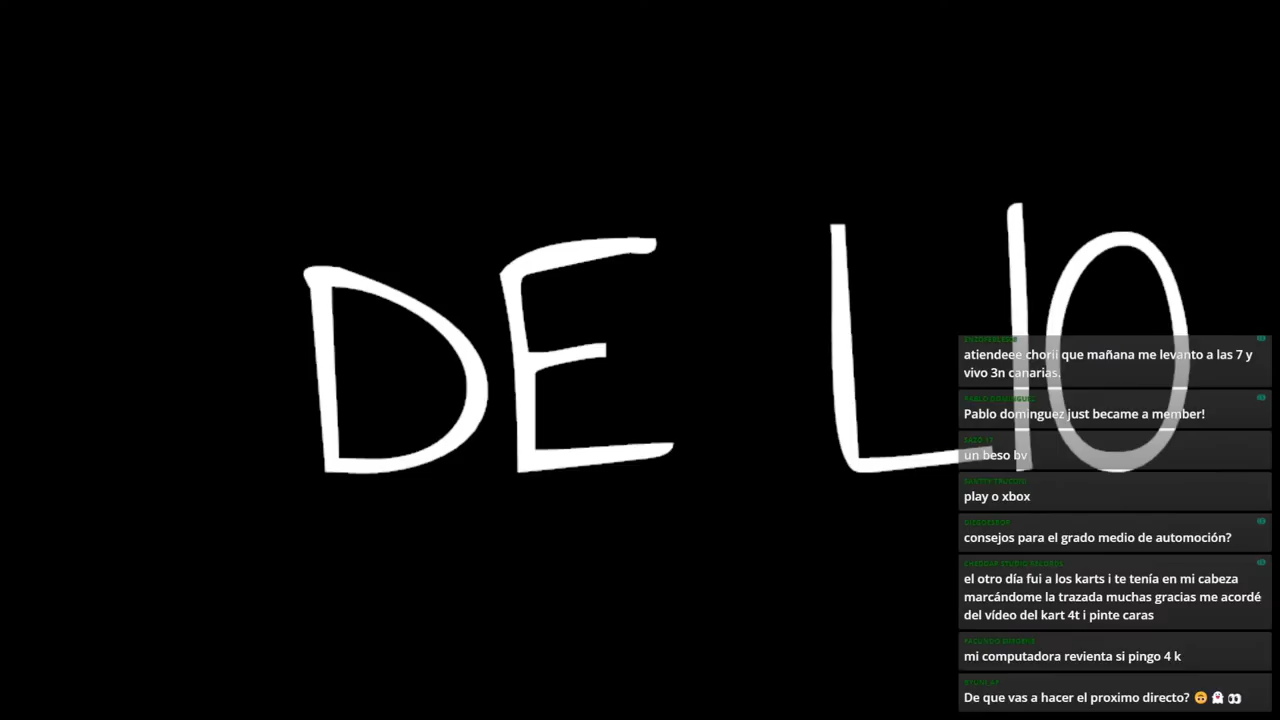 DE LIO
atiendeee chorii que mañana me levanto a las 7 y
vivo 3n canarias.
PABLO DOMINGUEZ
Pablo dominguez just became a member!
un beso bv
play o xbox
consejos para el grado medio de automoción?
el otro día fui a los karts i te tenía en mi cabeza
marcándome la trazada muchas gracias me acordé
del vídeo del kart 4t i pinte caras
mi computadora revienta si pingo 4 k
De que vas a hacer el proximo directo? 🙃 👻 👀